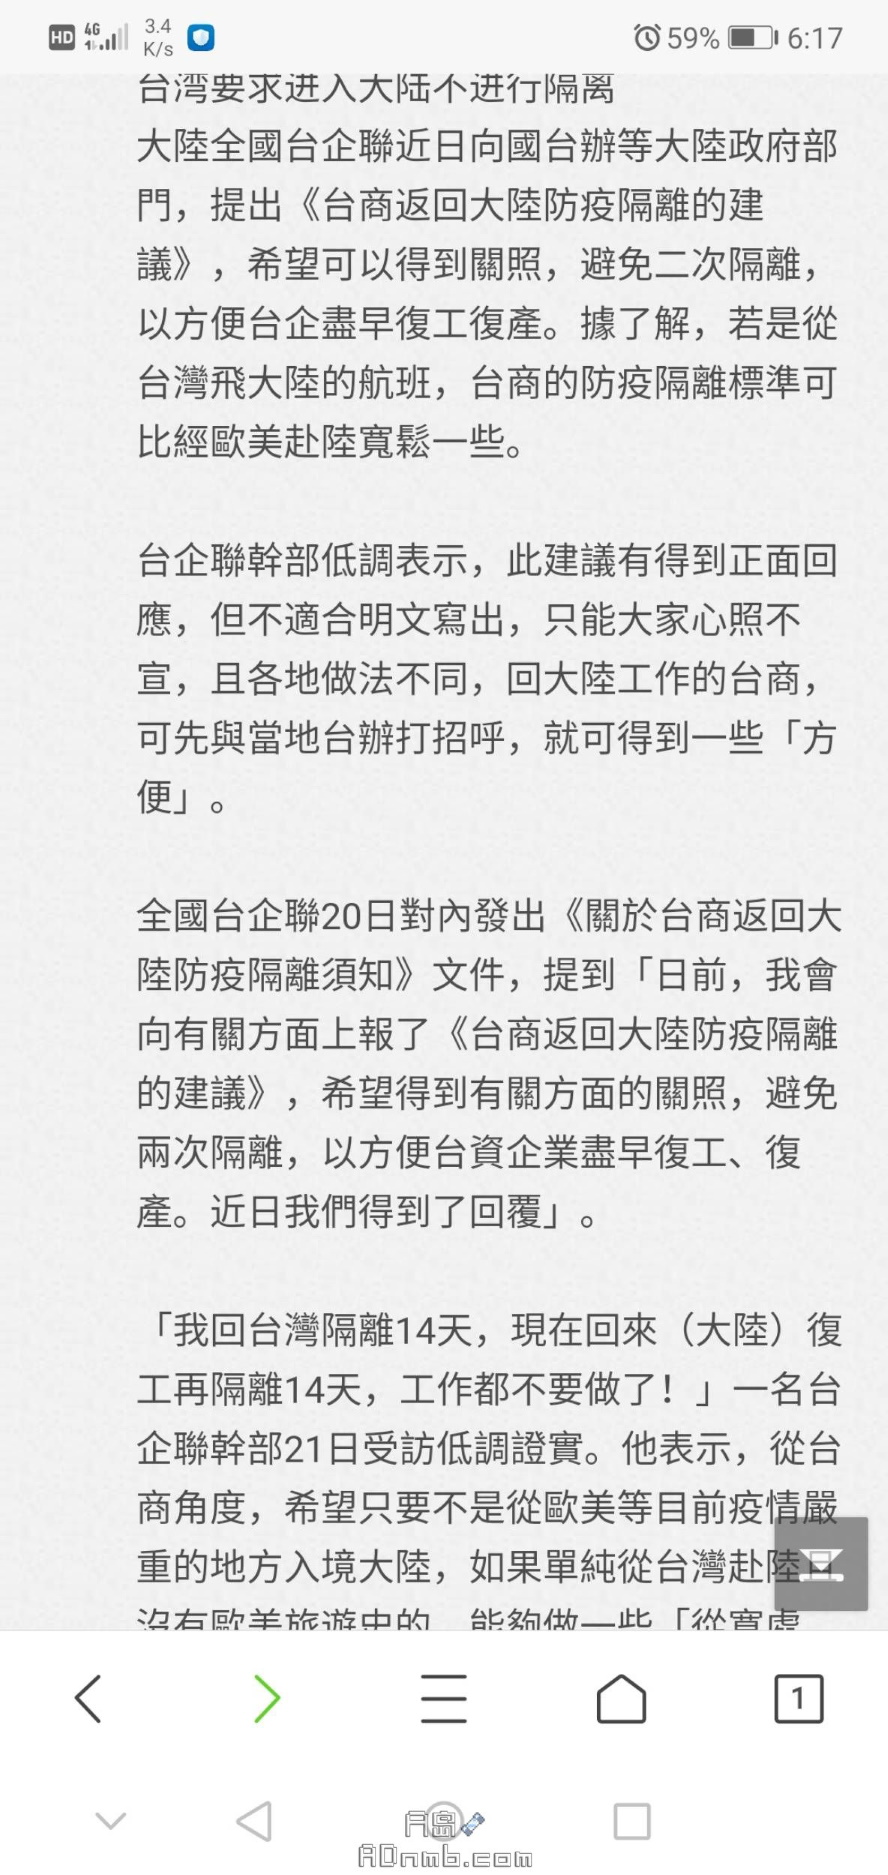 HD 4G 3.4 K/s 59% 6:17
台湾要求进入大陆不进行隔离
大陸全國台企聯近日向國台辦等大陸政府部
門，提出《台商返回大陸防疫隔離的建
議》，希望可以得到關照，避免二次隔離，
以方便台企盡早復工復產。據了解，若是從
台灣飛大陸的航班，台商的防疫隔離標準可
比經歐美赴陸寬鬆一些。
台企聯幹部低調表示，此建議有得到正面回
應，但不適合明文寫出，只能大家心照不
宣，且各地做法不同，回大陸工作的台商，
可先與當地台辦打招呼，就可得到一些「方
便」。
全國台企聯20日對內發出《關於台商返回大
陸防疫隔離須知》文件，提到「日前，我會
向有關方面上報了《台商返回大陸防疫隔離
的建議》，希望得到有關方面的關照，避免
兩次隔離，以方便台資企業盡早復工、復
產。近日我們得到了回覆」。
「我回台灣隔離14天，現在回來（大陸）復
工再隔離14天，工作都不要做了！」一名台
企聯幹部21日受訪低調證實。他表示，從台
商角度，希望只要不是從歐美等目前疫情嚴
重的地方入境大陸，如果單純從台灣赴陸
沒有歐美旅遊史的，能夠做一些「從寬處
1
A岛
ADnmb.com